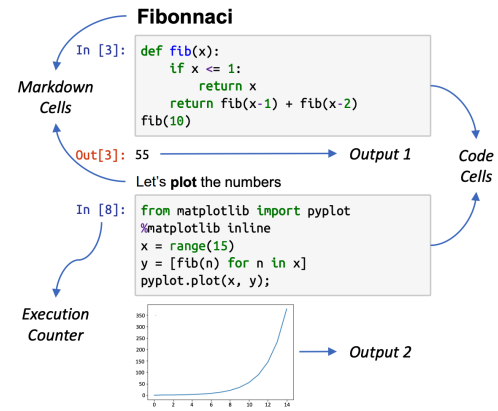 Fibonnaci
In [3]: def fib(x):
if x <= 1:
return x
return fib(x-1) + fib(x-2)
fib(10)
Markdown
Cells
Out[3]: 55
Output 1
Code
Cells
Let's plot the numbers
In [8]: from matplotlib import pyplot
%matplotlib inline
x = range(15)
y = [fib(n) for n in x]
pyplot.plot(x, y);
Execution
Counter
350
300
250
200
150
100
50
0
0 2 4 6 8 10 12 14
Output 2